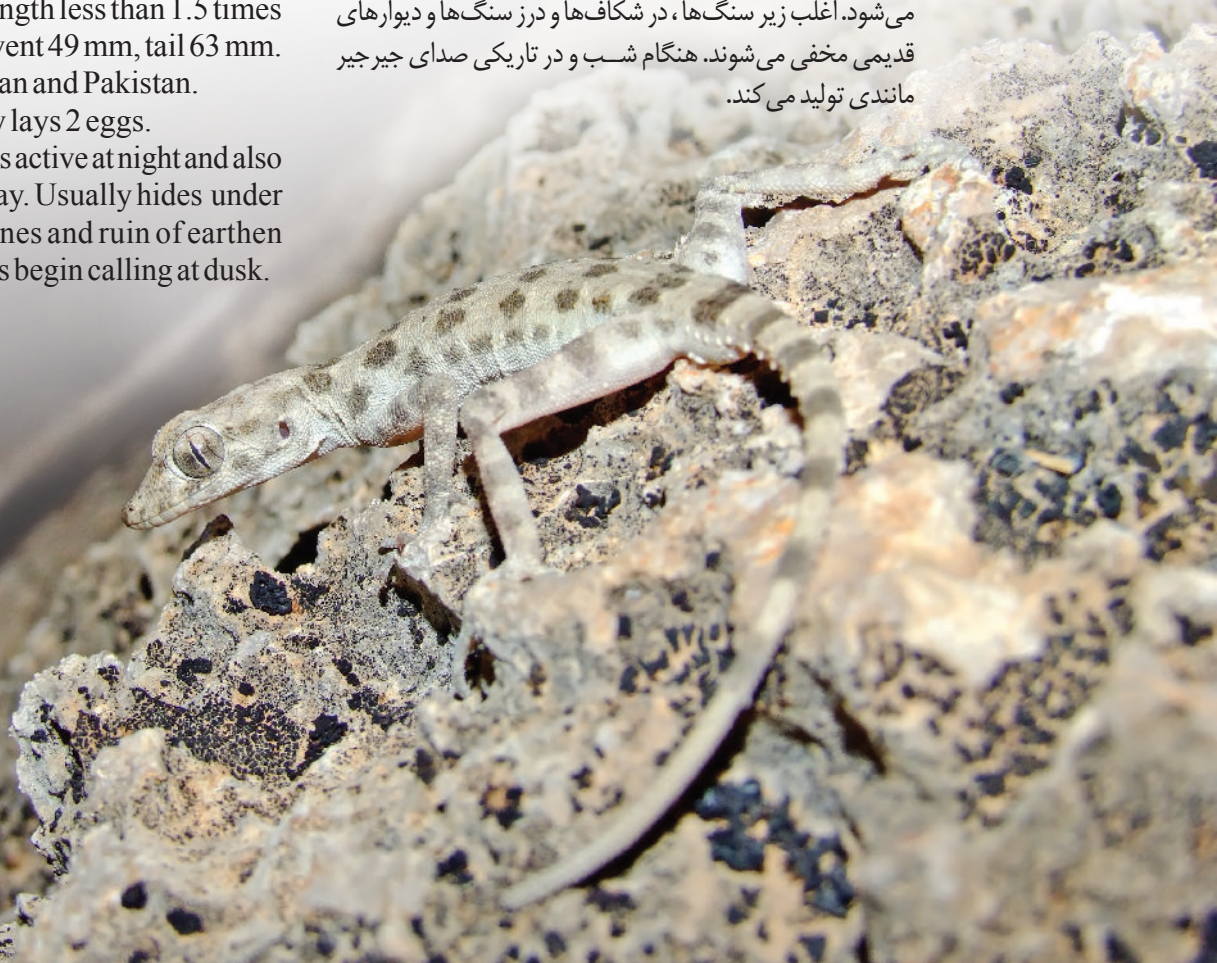 ngth less than 1.5 times
vent 49 mm, tail 63 mm.
an and Pakistan.
y lays 2 eggs.
s active at night and also
ay. Usually hides under
nes and ruin of earthen
s begin calling at dusk.
می‌شود. اغلب زیر سنگ‌ها، در شکاف‌ها و درز سنگ‌ها و دیوارهای
قدیمی مخفی می‌شوند. هنگام شب و در تاریکی صدای جیرجیر
مانندی تولید می‌کند.